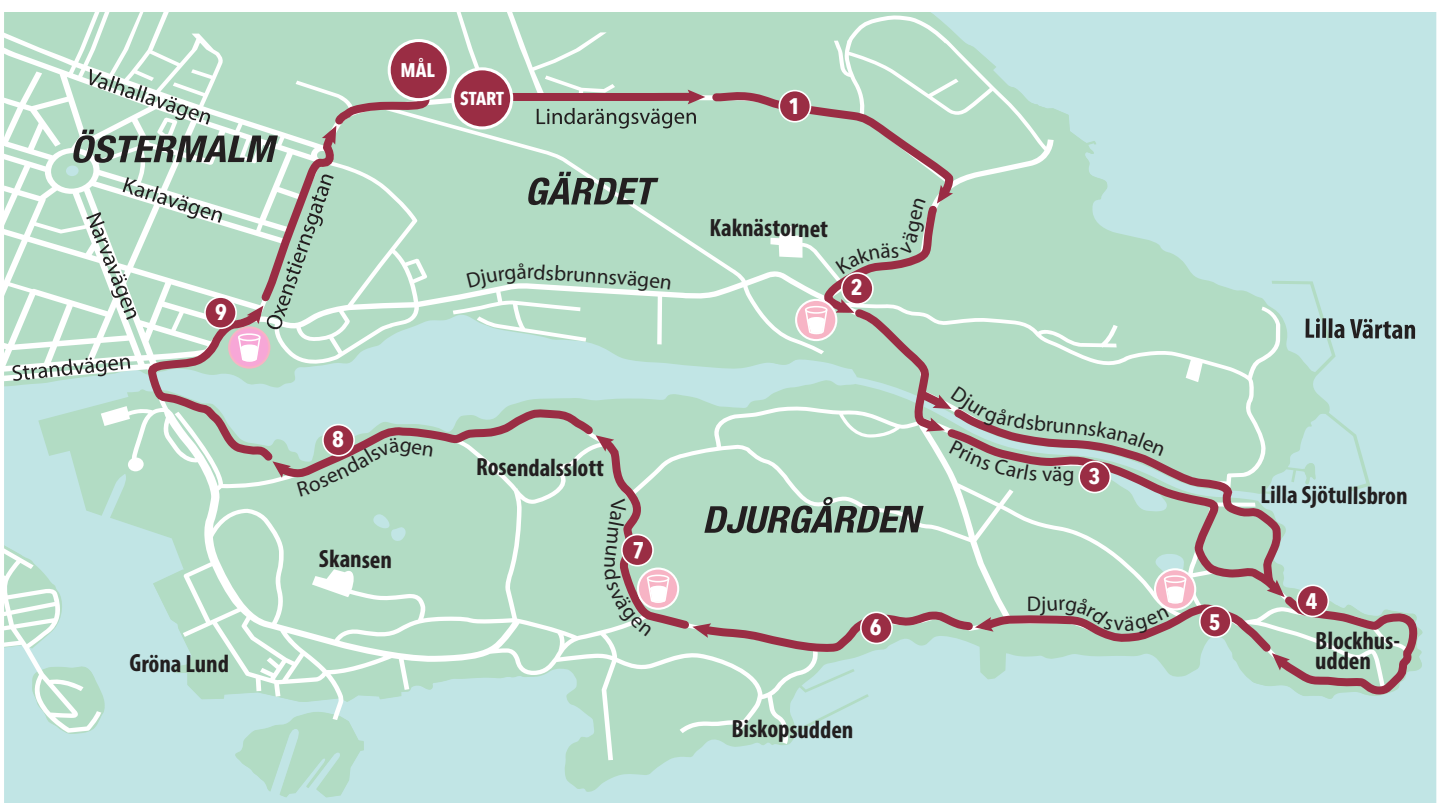 MÅL
START
Lindarängsvägen
1
Valhallavägen
ÖSTERMALM
GÄRDET
Karlavägen
Narvavägen
Oxenstiernsgatan
Kaknästornet
Kaknäsvägen
Djurgårdsbrunnsvägen
2
9
Strandvägen
Lilla Värtan
Djurgårdsbrunnskanalen
Prins Carls väg
3
8
Rosendalsvägen
Rosendalsslott
Lilla Sjötullsbron
DJURGÅRDEN
Valmundsvägen
7
Skansen
Djurgårdsvägen
4
5
6
Blockhus-
udden
Gröna Lund
Biskopsudden